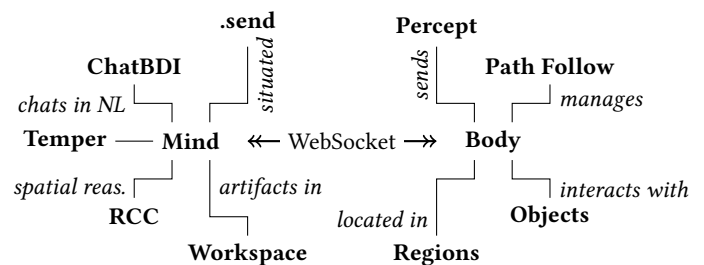 .send
Percept
ChatBDI
situated
sends
Path Follow
chats in NL
manages
Temper
Mind
WebSocket
Body
spatial reas.
artifacts in
interacts with
RCC
located in
Objects
Workspace
Regions